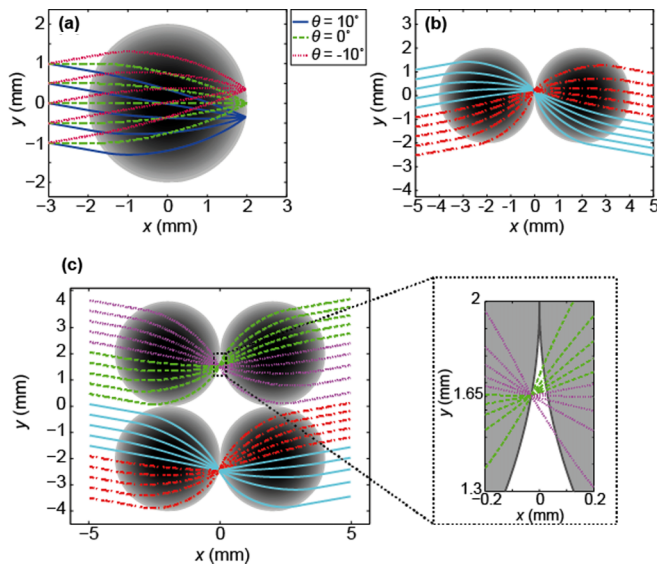 (a)
θ = 10°
θ = 0°
θ = -10°
y (mm)
2
1
0
−1
−2
−3 −2 −1 0 1 2 3
x (mm)
(b)
y (mm)
3
2
1
0
−1
−2
−3
−4
−5 −4 −3 −2 −1 0 1 2 3 4 5
x (mm)
(c)
y (mm)
4
3
2
1
0
−1
−2
−3
−4
−5 0 5
x (mm)
y (mm)
2
1.65
1.3
−0.2 0 0.2
x (mm)